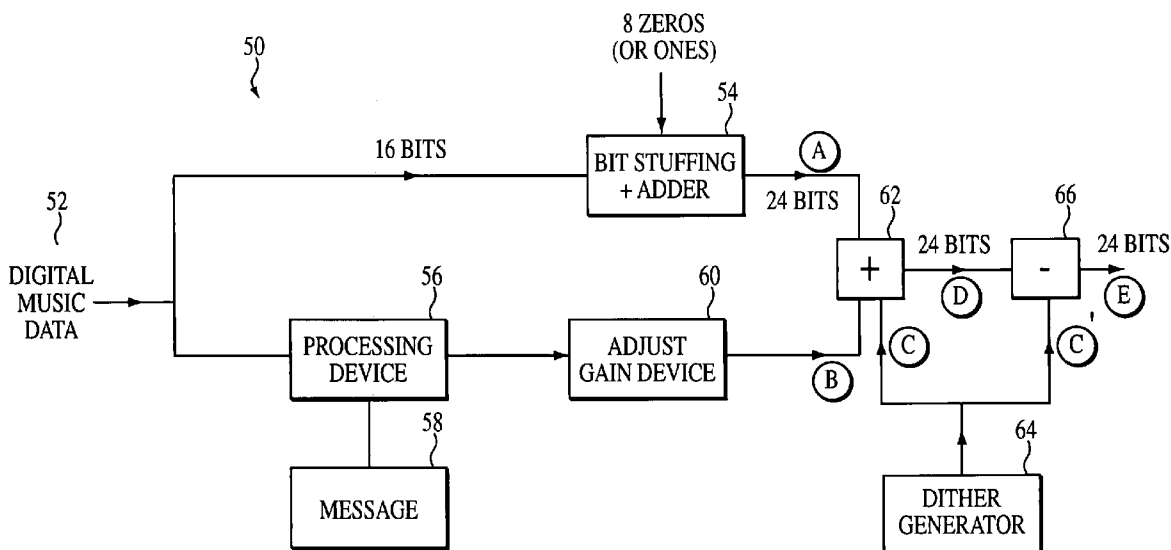 50
8 ZEROS
(OR ONES)
54
16 BITS
BIT STUFFING
+ ADDER
A
24 BITS
52
DIGITAL
MUSIC
DATA
62
+
24 BITS
D
66
-
24 BITS
E
56
PROCESSING
DEVICE
60
ADJUST
GAIN DEVICE
B
C
C'
58
MESSAGE
64
DITHER
GENERATOR